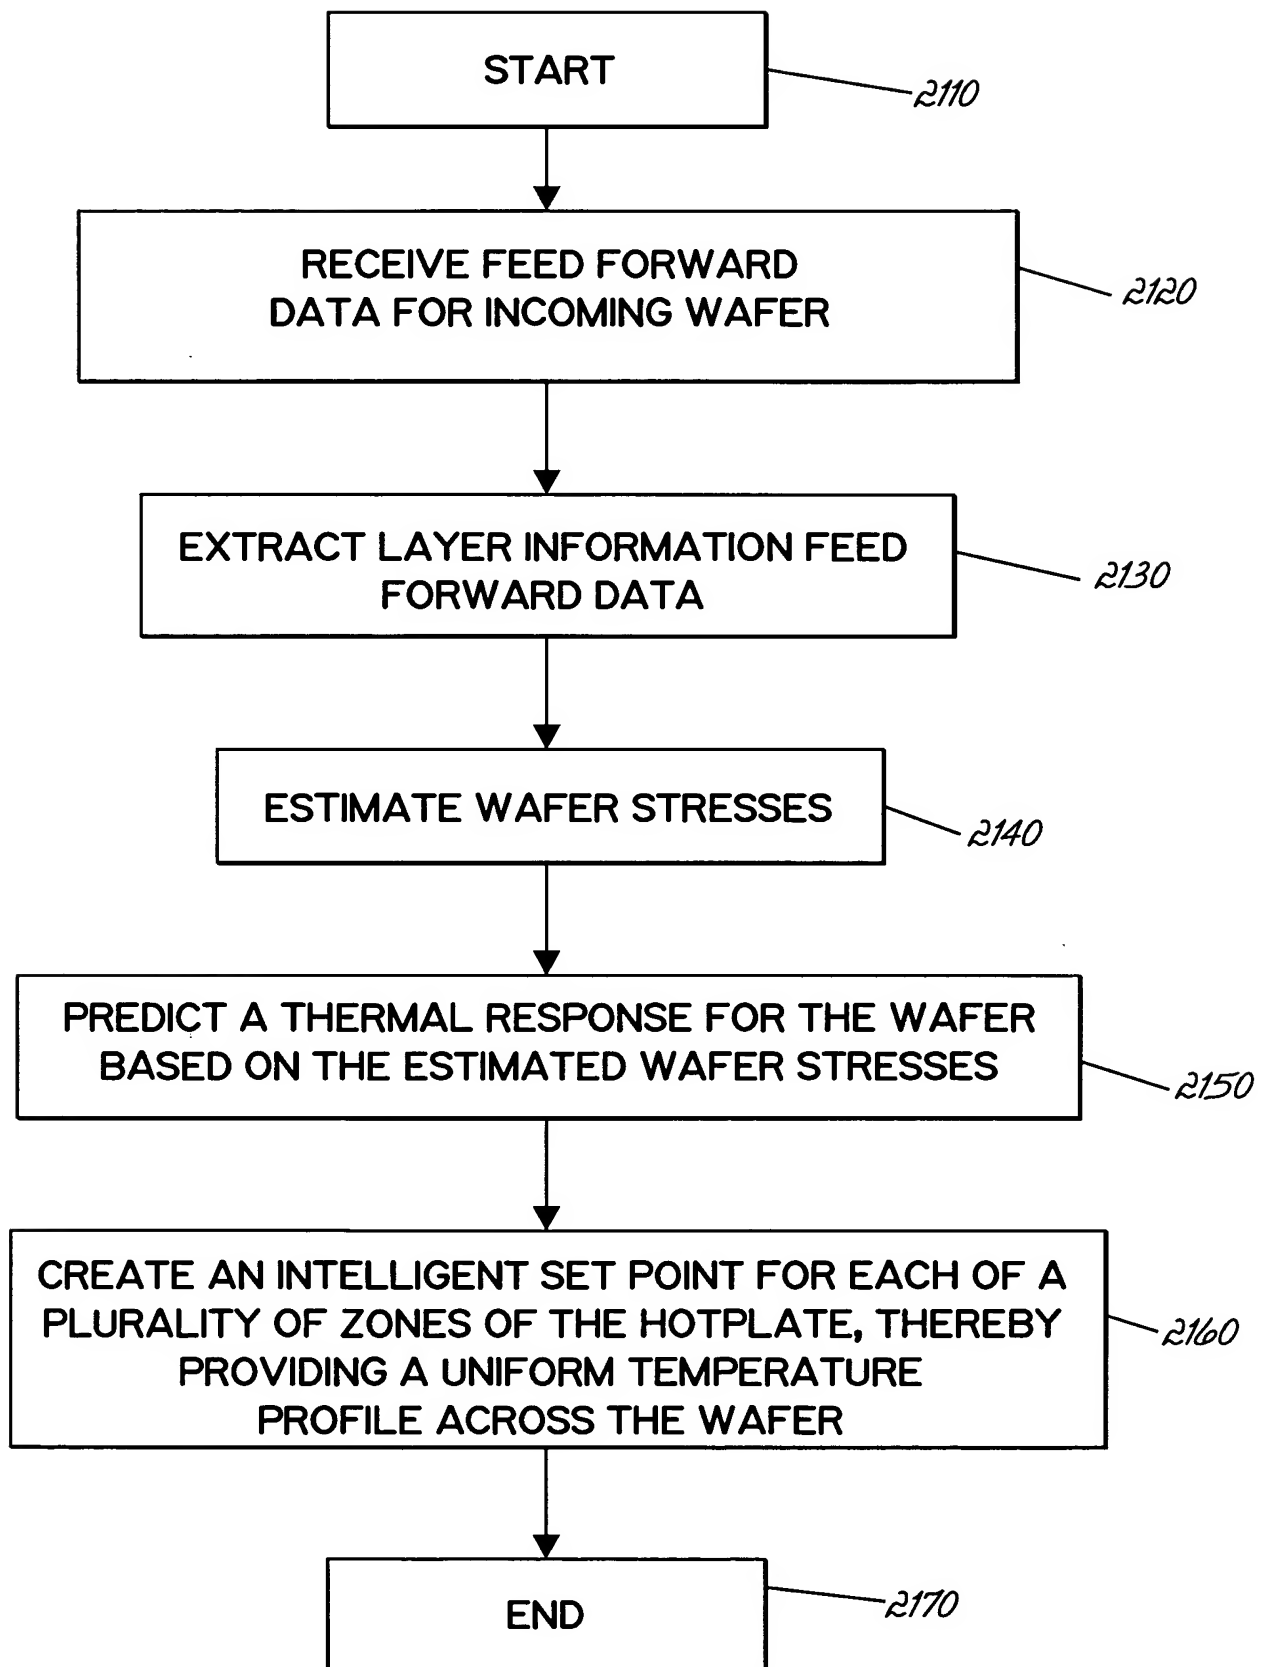 START
2110
RECEIVE FEED FORWARD
DATA FOR INCOMING WAFER
2120
EXTRACT LAYER INFORMATION FEED
FORWARD DATA
2130
ESTIMATE WAFER STRESSES
2140
PREDICT A THERMAL RESPONSE FOR THE WAFER
BASED ON THE ESTIMATED WAFER STRESSES
2150
CREATE AN INTELLIGENT SET POINT FOR EACH OF A
PLURALITY OF ZONES OF THE HOTPLATE, THEREBY
PROVIDING A UNIFORM TEMPERATURE
PROFILE ACROSS THE WAFER
2160
END
2170